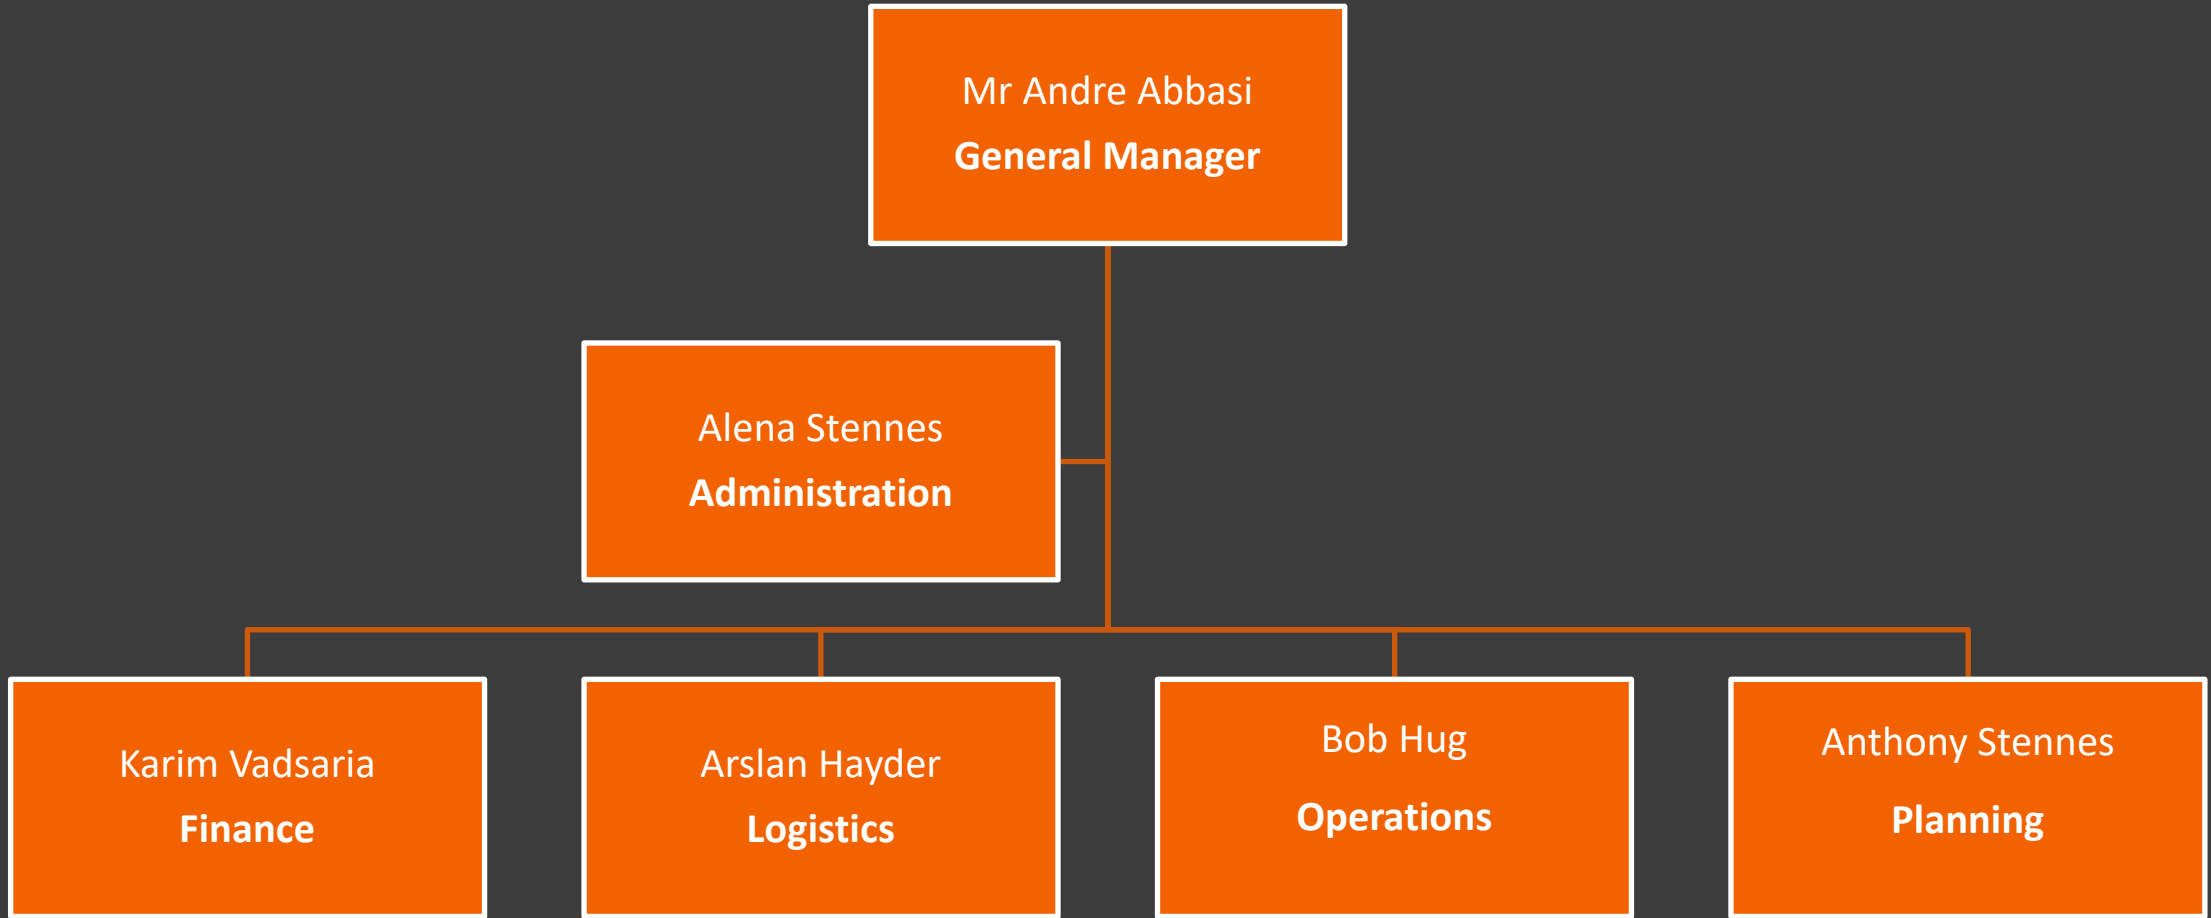 Mr Andre Abbasi
General Manager
Alena Stennes
Administration
Karim Vadsaria
Finance
Arslan Hayder
Logistics
Bob Hug
Operations
Anthony Stennes
Planning